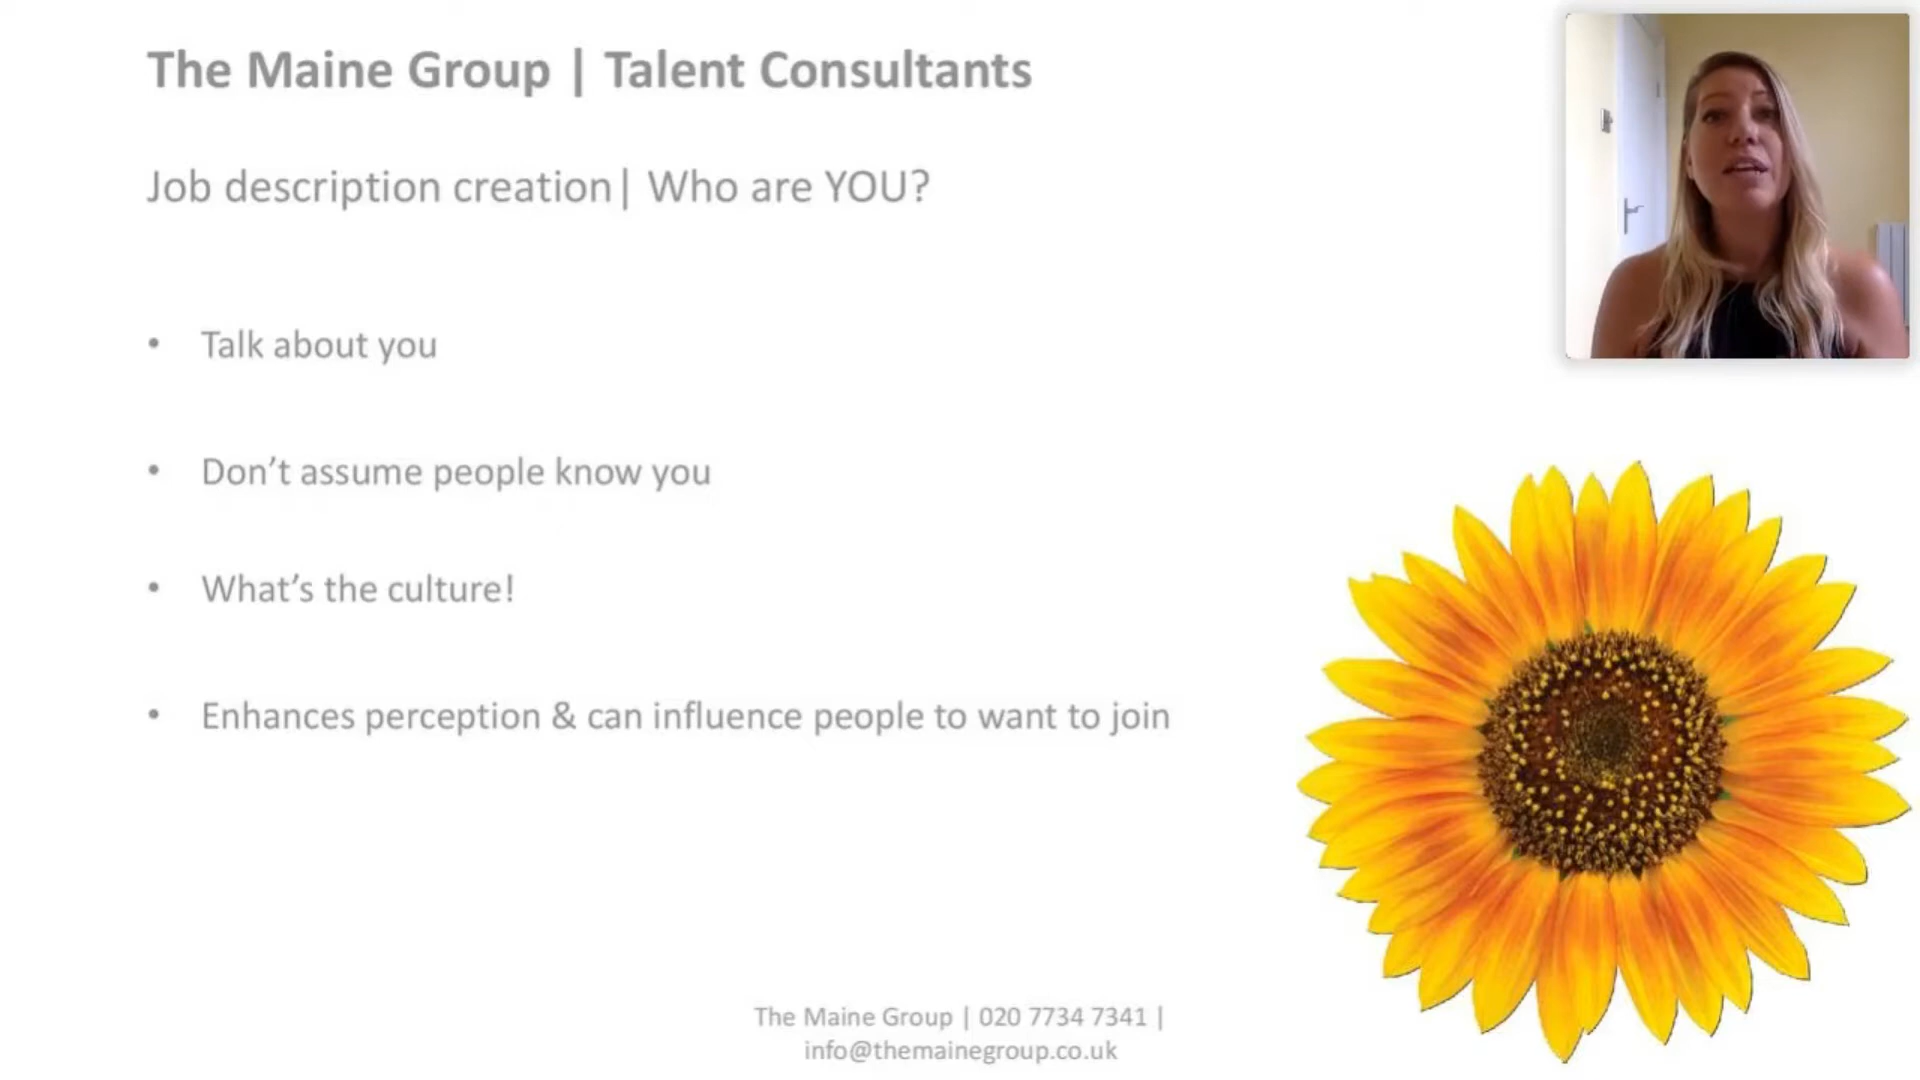 The Maine Group | Talent Consultants
Job description creation| Who are YOU?
• Talk about you
• Don’t assume people know you
• What’s the culture!
• Enhances perception & can influence people to want to join
The Maine Group | 020 7734 7341 |
info@themainegroup.co.uk